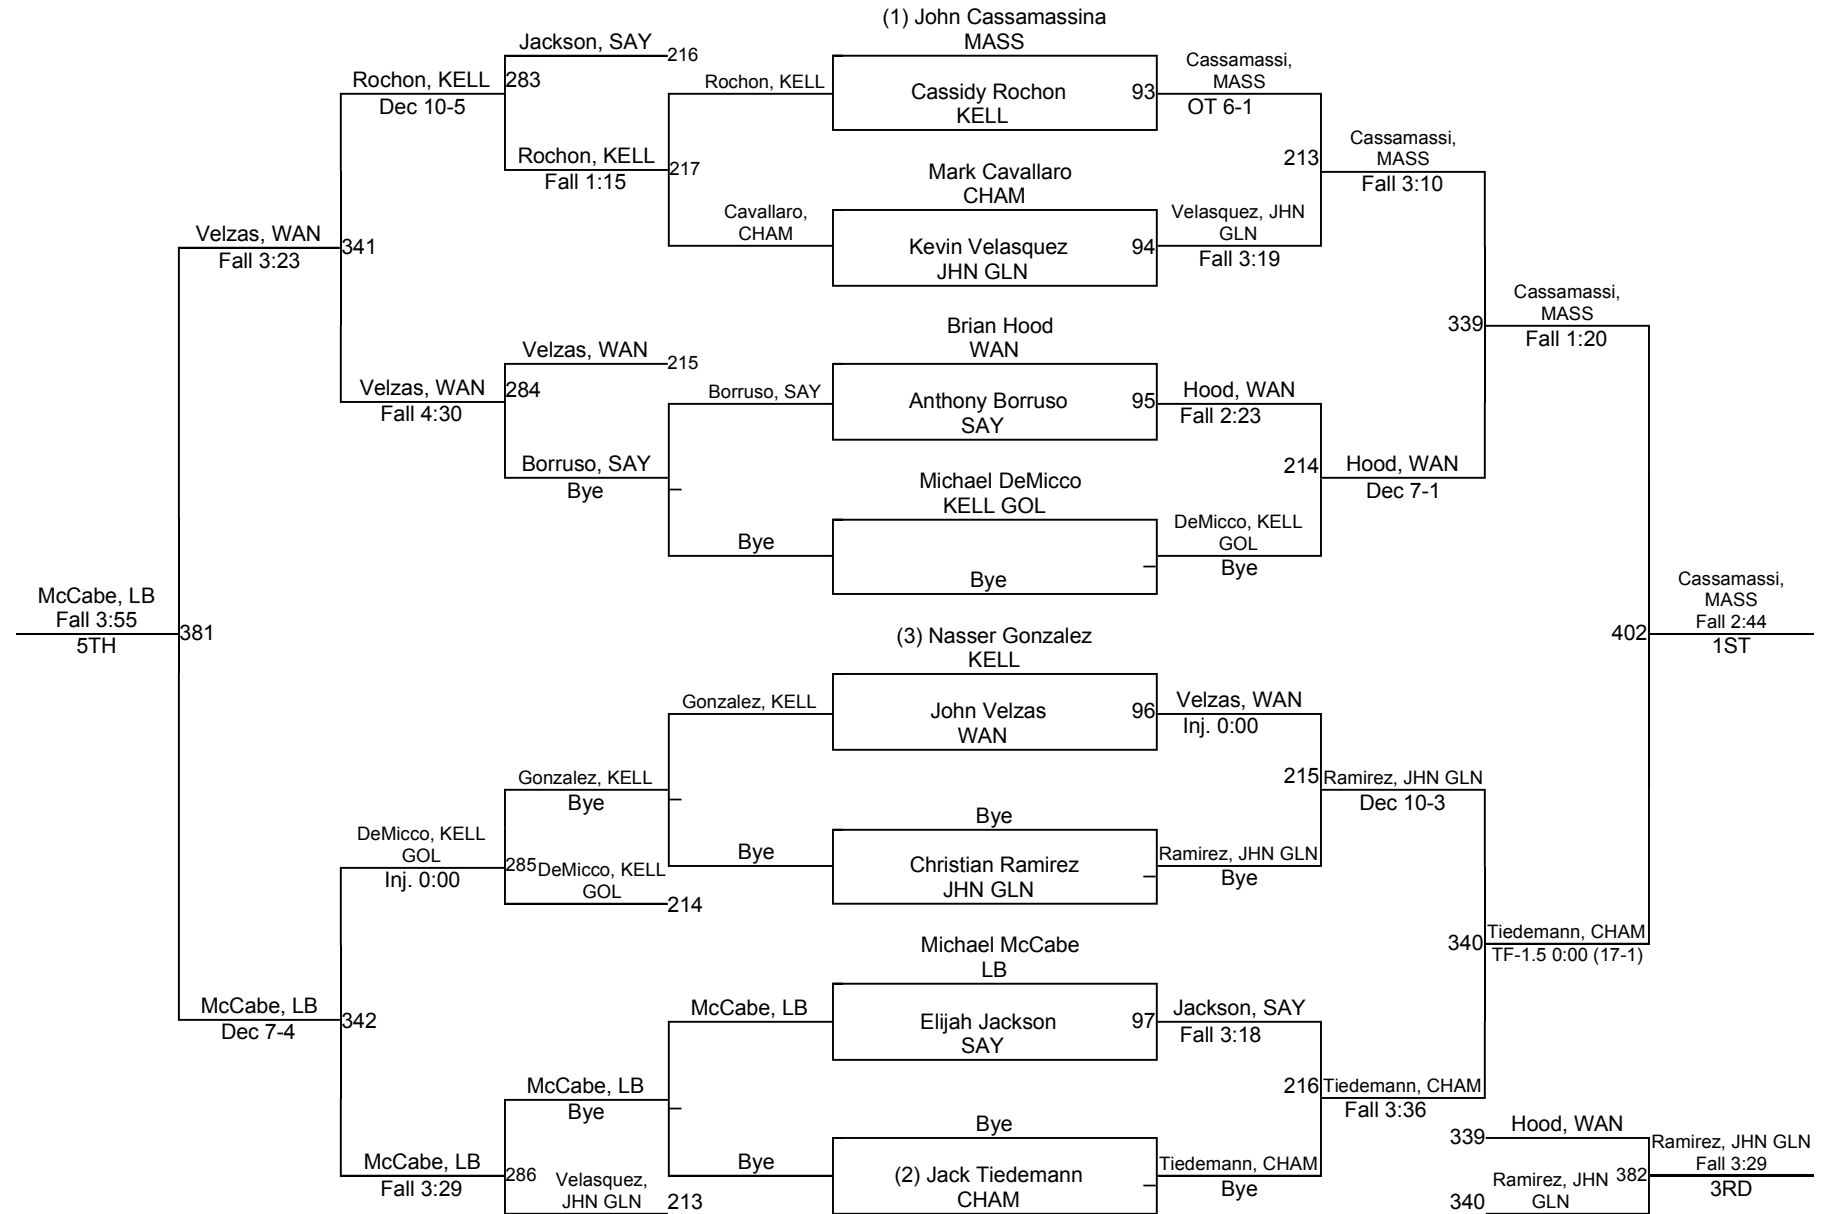 (1) John Cassamassina
MASS
Jackson, SAY
216
Cassamassi,
MASS
Rochon, KELL
283
Rochon, KELL
Cassidy Rochon
93
KELL
Dec 10-5
OT 6-1
Cassamassi,
MASS
213
Fall 3:10
Rochon, KELL
217
Fall 1:15
Mark Cavallaro
CHAM
Cavallaro,
CHAM
Velasquez, JHN
GLN
Velzas, WAN
341
Fall 3:23
Kevin Velasquez
94
JHN GLN
Fall 3:19
Cassamassi,
MASS
339
Fall 1:20
Brian Hood
WAN
Velzas, WAN
215
Velzas, WAN
284
Fall 4:30
Borruso, SAY
Anthony Borruso
95
SAY
Hood, WAN
Fall 2:23
Borruso, SAY
Bye
214
Hood, WAN
Dec 7-1
Michael DeMicco
KELL GOL
Bye
DeMicco, KELL
GOL
Bye
Bye
McCabe, LB
Fall 3:55
381
5TH
Cassamassi,
MASS
Fall 2:44
402
1ST
(3) Nasser Gonzalez
KELL
Gonzalez, KELL
John Velzas
96
WAN
Velzas, WAN
Inj. 0:00
Gonzalez, KELL
Bye
215
Ramirez, JHN GLN
Dec 10-3
Bye
DeMicco, KELL
GOL
Inj. 0:00
285
DeMicco, KELL
GOL
214
Bye
Christian Ramirez
JHN GLN
Ramirez, JHN GLN
Bye
340
Tiedemann, CHAM
TF-1.5 0:00 (17-1)
Michael McCabe
LB
McCabe, LB
342
Dec 7-4
McCabe, LB
Elijah Jackson
97
SAY
Jackson, SAY
Fall 3:18
McCabe, LB
Bye
216
Tiedemann, CHAM
Fall 3:36
Bye
McCabe, LB
Fall 3:29
286
Velasquez,
JHN GLN
213
Bye
(2) Jack Tiedemann
CHAM
Tiedemann, CHAM
Bye
339
Hood, WAN
Ramirez, JHN GLN
Fall 3:29
382
3RD
340
Ramirez, JHN
GLN